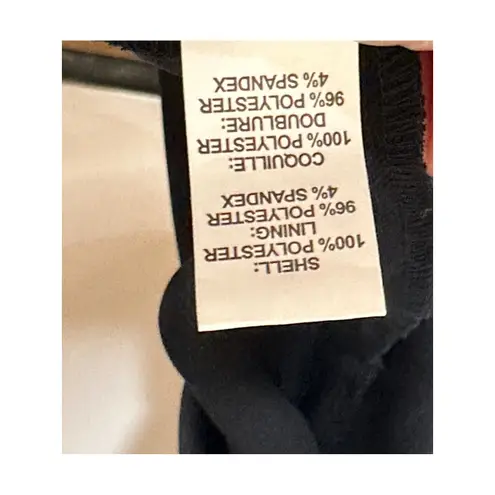 SHELL:
100% POLYESTER
LINING:
96% POLYESTER
4% SPANDEX
COQUILLE:
100% POLYESTER
DOUBLURE:
96% POLYESTER
4% SPANDEX